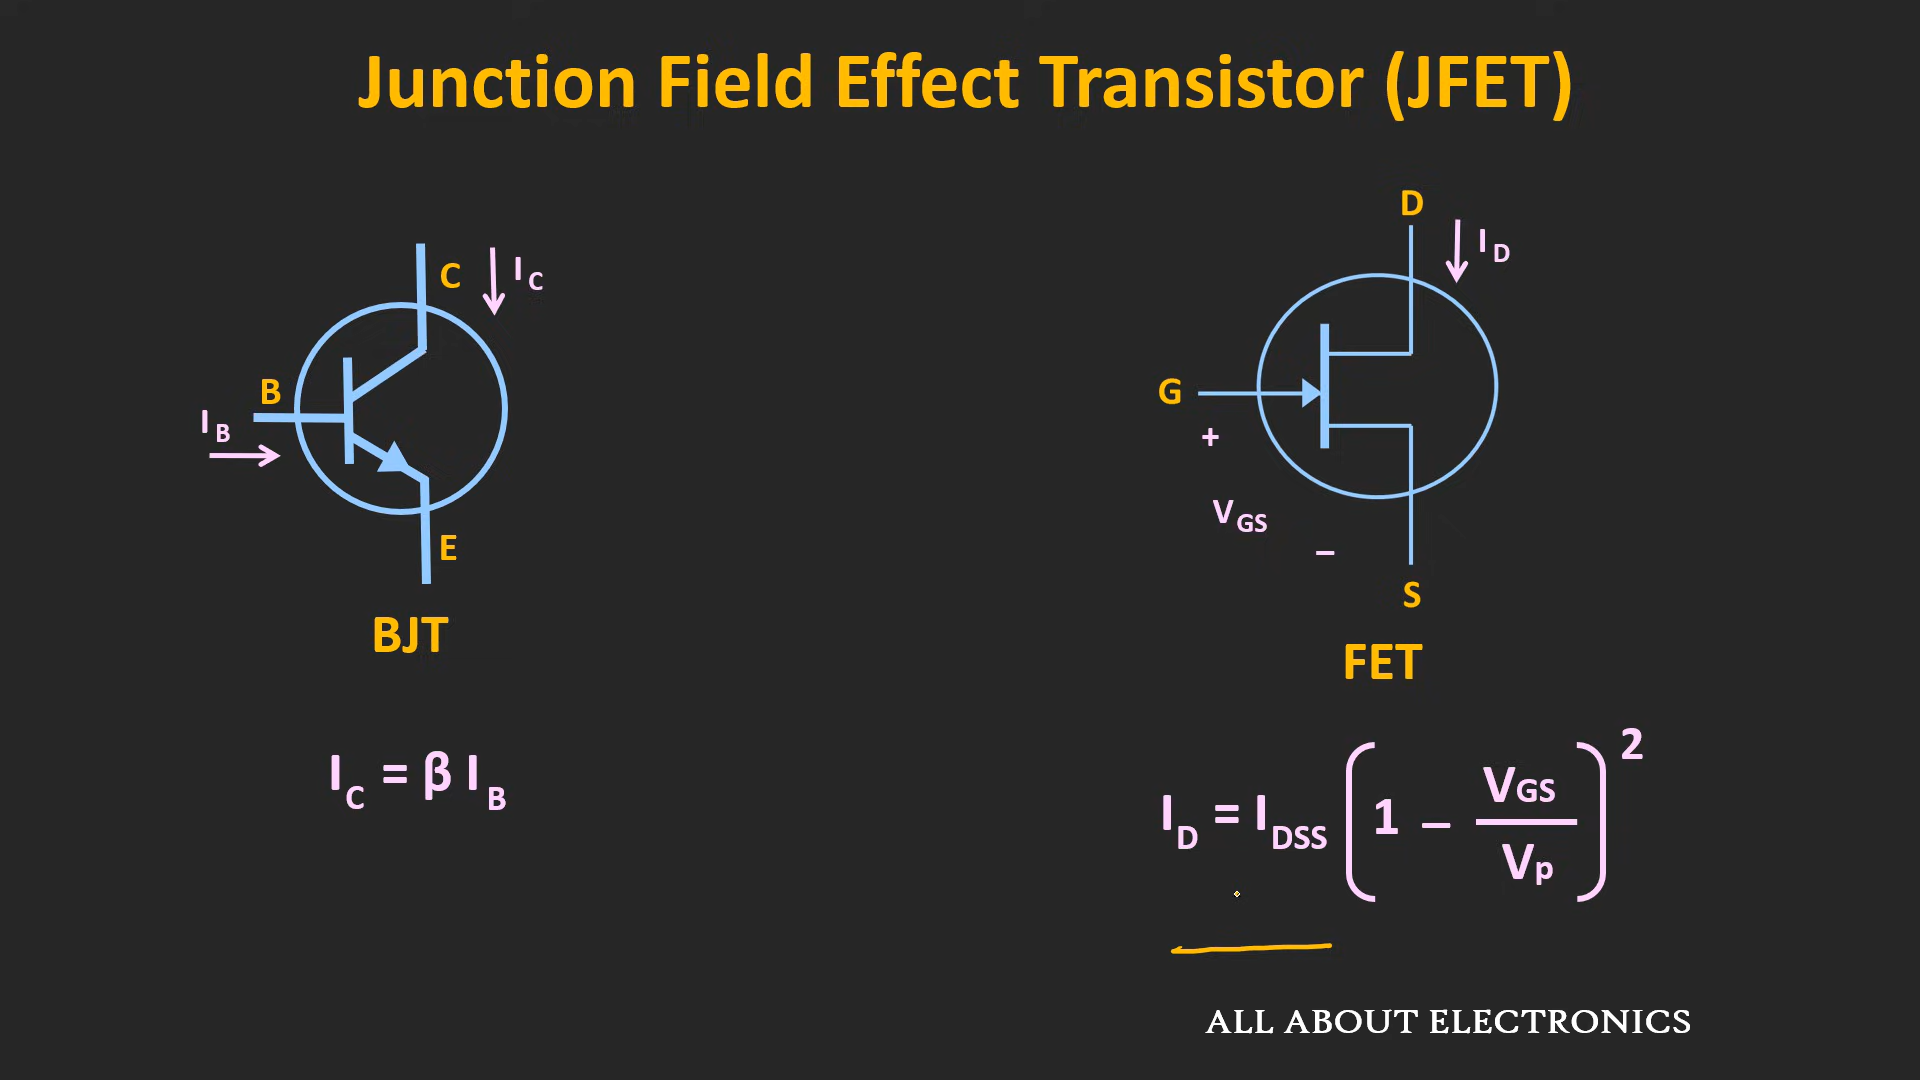 Junction Field Effect Transistor (JFET)
C
I_C
B
I_B
E
BJT
I_C = β I_B
D
I_D
G
+
V_GS
–
S
FET
I_D = I_DSS ( 1 – V_GS / V_p )^2
ALL ABOUT ELECTRONICS